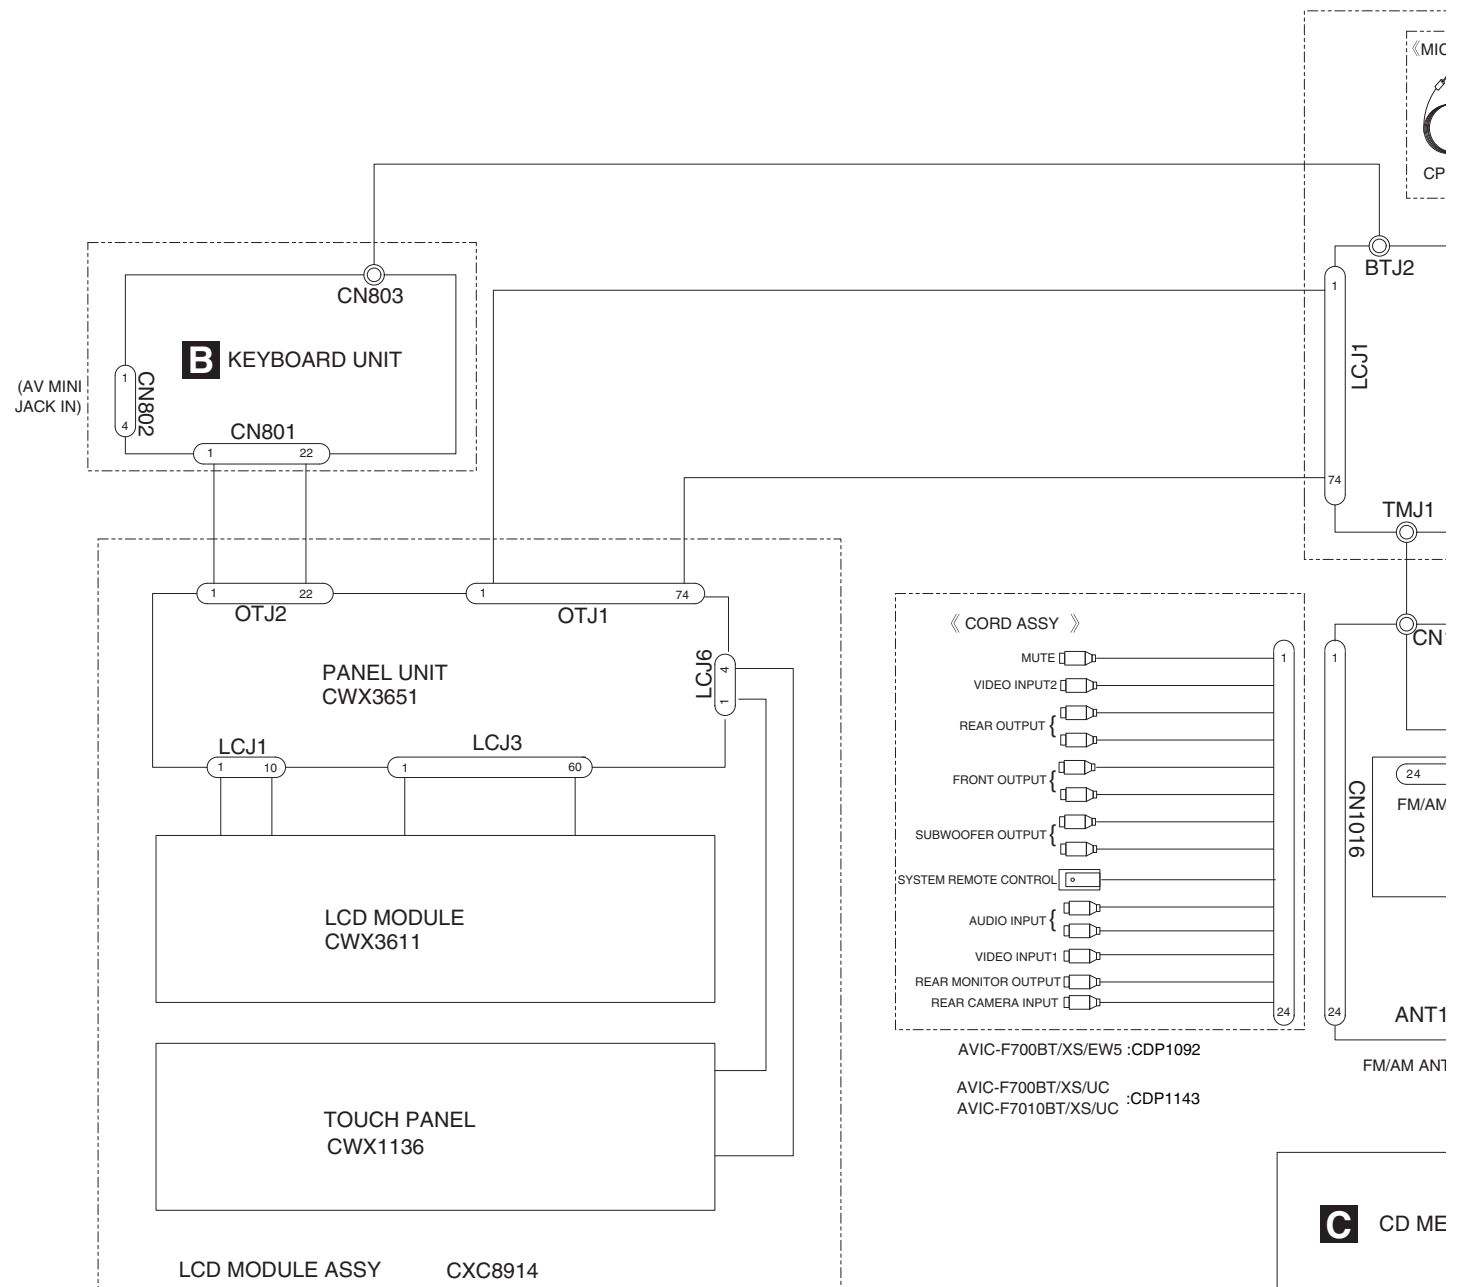 《MIC
CP
BTJ2
CN803
1
LCJ1
B KEYBOARD UNIT
(AV MINI
JACK IN)
1
CN802
4
CN801
1 22
74
TMJ1
1 22
OTJ2
1 74
OTJ1
PANEL UNIT
CWX3651
LCJ6
4
1
LCJ1
1 10
LCJ3
1 60
LCD MODULE
CWX3611
TOUCH PANEL
CWX1136
LCD MODULE ASSY CXC8914
《 CORD ASSY 》
MUTE
VIDEO INPUT2
REAR OUTPUT {
FRONT OUTPUT {
SUBWOOFER OUTPUT {
SYSTEM REMOTE CONTROL
AUDIO INPUT {
VIDEO INPUT1
REAR MONITOR OUTPUT
REAR CAMERA INPUT
1
24
AVIC-F700BT/XS/EW5 :CDP1092
AVIC-F700BT/XS/UC
AVIC-F7010BT/XS/UC :CDP1143
CN1
1
CN1016
24
24
FM/AM
ANT1
FM/AM ANT
C CD ME